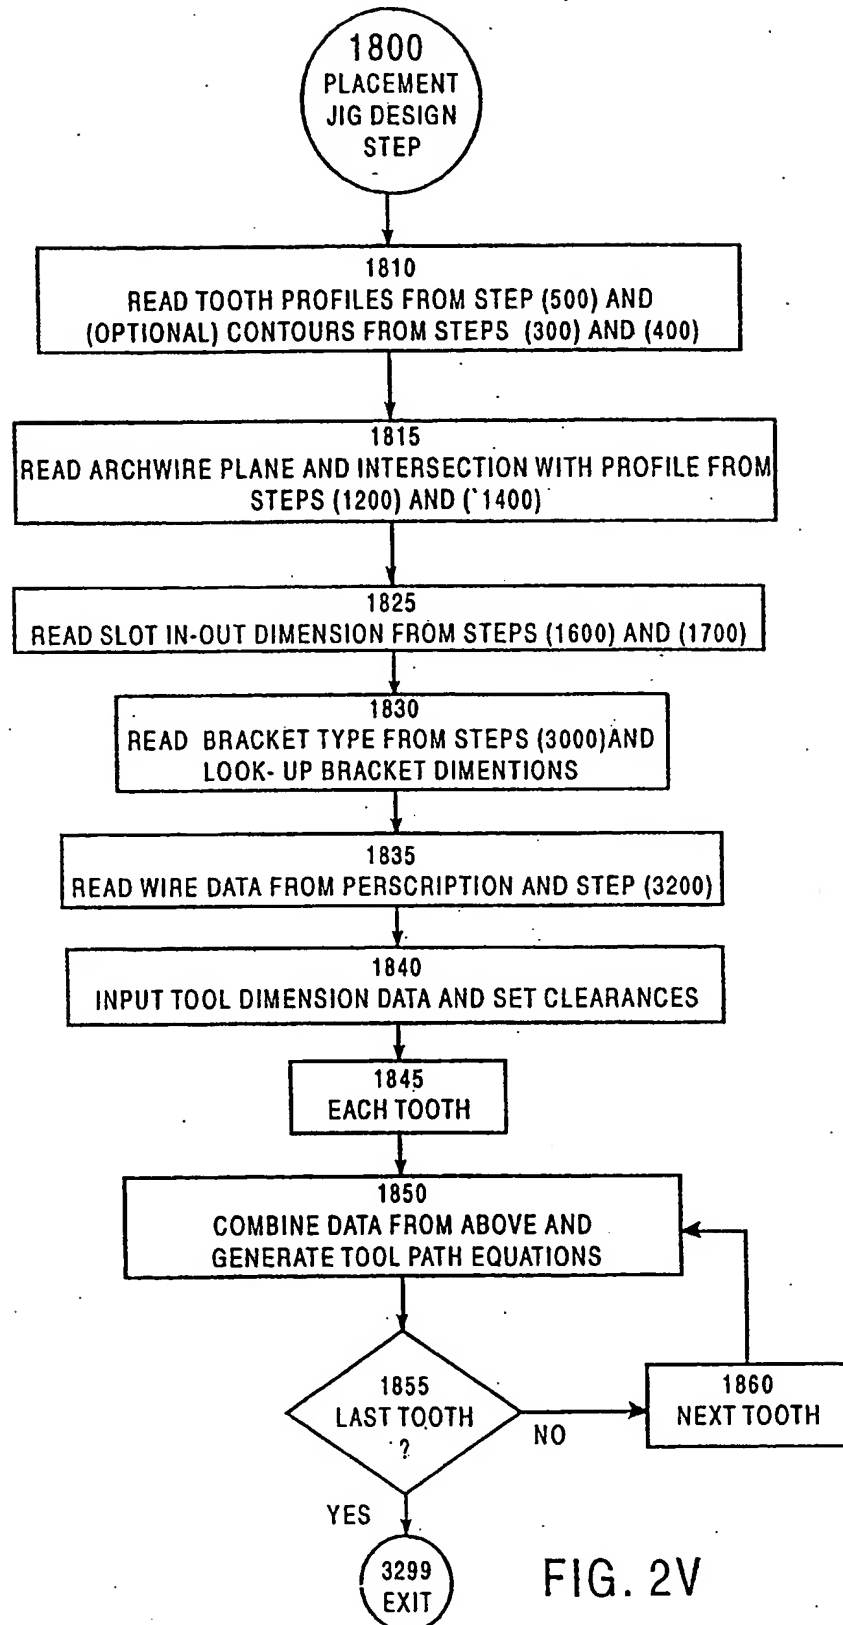 1800
PLACEMENT
JIG DESIGN
STEP
1810
READ TOOTH PROFILES FROM STEP (500) AND
(OPTIONAL) CONTOURS FROM STEPS (300) AND (400)
1815
READ ARCHWIRE PLANE AND INTERSECTION WITH PROFILE FROM
STEPS (1200) AND (1400)
1825
READ SLOT IN-OUT DIMENSION FROM STEPS (1600) AND (1700)
1830
READ BRACKET TYPE FROM STEPS (3000) AND
LOOK- UP BRACKET DIMENTIONS
1835
READ WIRE DATA FROM PERSCRIPTION AND STEP (3200)
1840
INPUT TOOL DIMENSION DATA AND SET CLEARANCES
1845
EACH TOOTH
1850
COMBINE DATA FROM ABOVE AND
GENERATE TOOL PATH EQUATIONS
1855
LAST TOOTH
?
NO
1860
NEXT TOOTH
YES
3299
EXIT
FIG. 2V